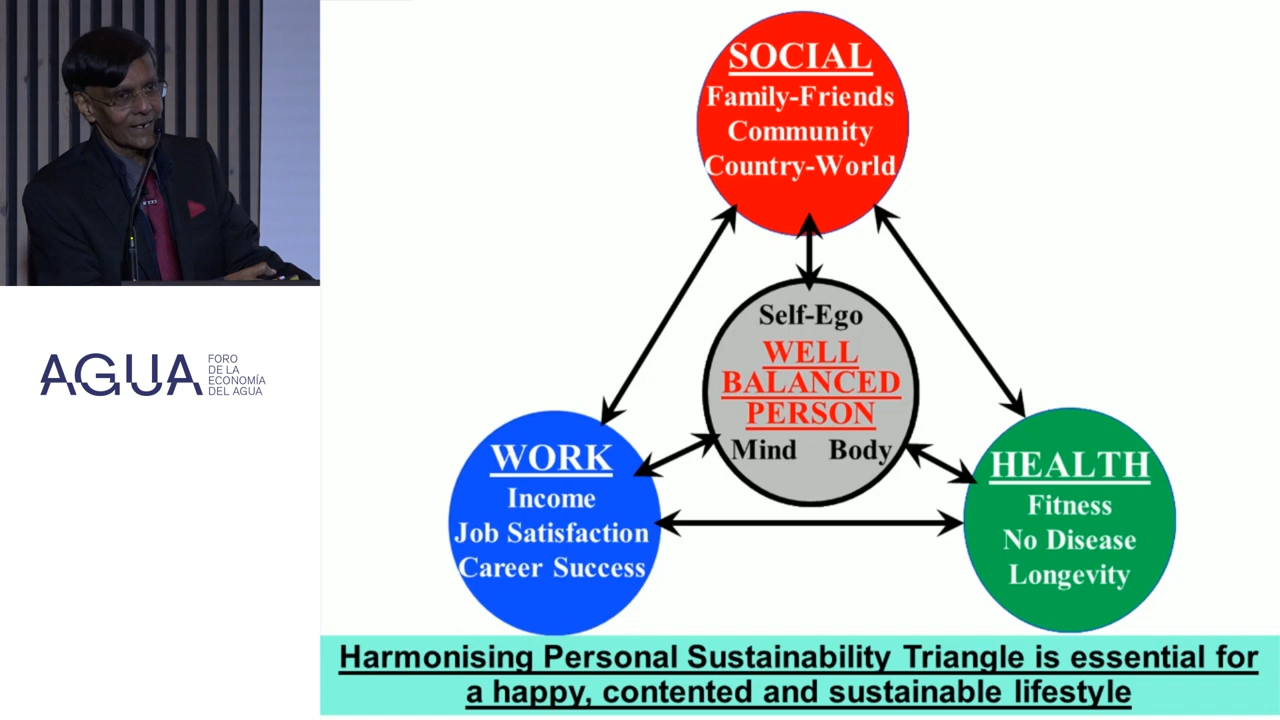 AGUA
FORO
DE LA
ECONOMÍA
DEL AGUA
SOCIAL
Family-Friends
Community
Country-World
Self-Ego
WELL
BALANCED
PERSON
Mind Body
WORK
Income
Job Satisfaction
Career Success
HEALTH
Fitness
No Disease
Longevity
Harmonising Personal Sustainability Triangle is essential for
a happy, contented and sustainable lifestyle